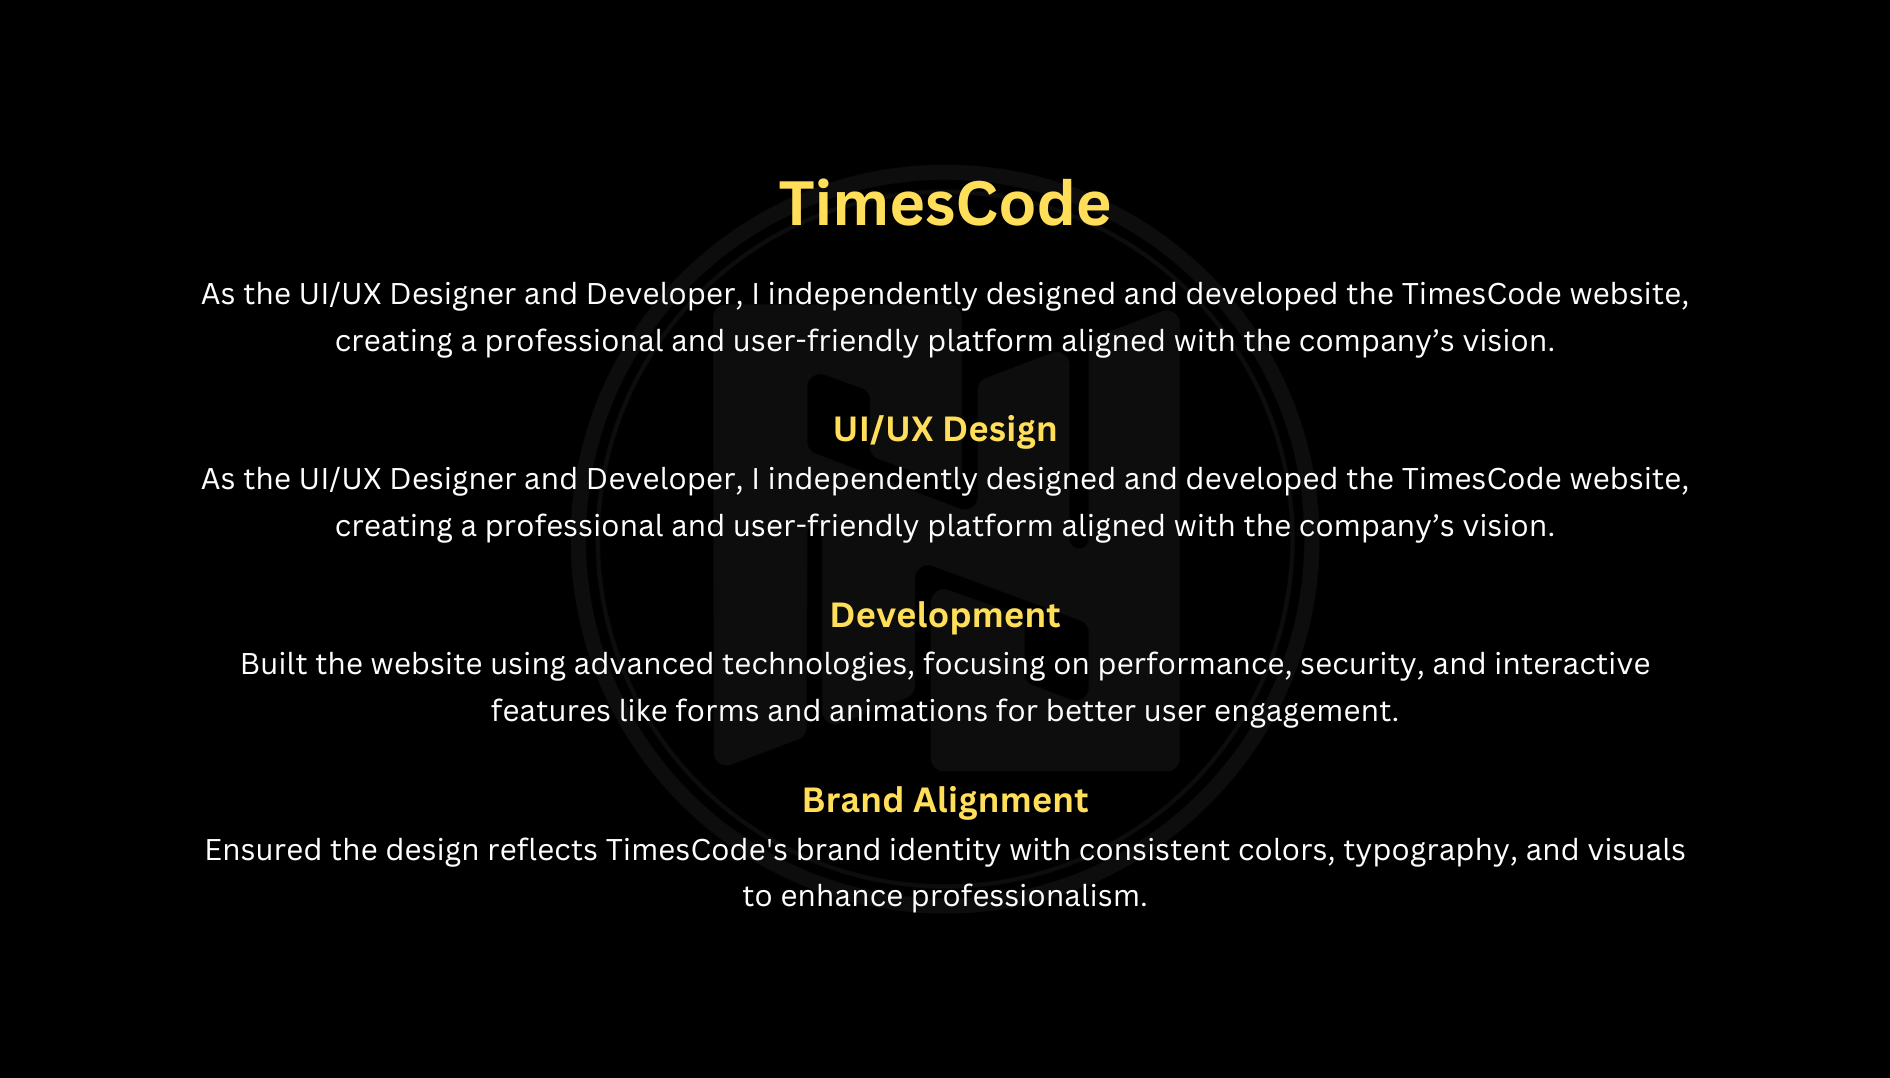 TimesCode
As the UI/UX Designer and Developer, I independently designed and developed the TimesCode website,
creating a professional and user-friendly platform aligned with the company’s vision.
UI/UX Design
As the UI/UX Designer and Developer, I independently designed and developed the TimesCode website,
creating a professional and user-friendly platform aligned with the company’s vision.
Development
Built the website using advanced technologies, focusing on performance, security, and interactive
features like forms and animations for better user engagement.
Brand Alignment
Ensured the design reflects TimesCode's brand identity with consistent colors, typography, and visuals
to enhance professionalism.